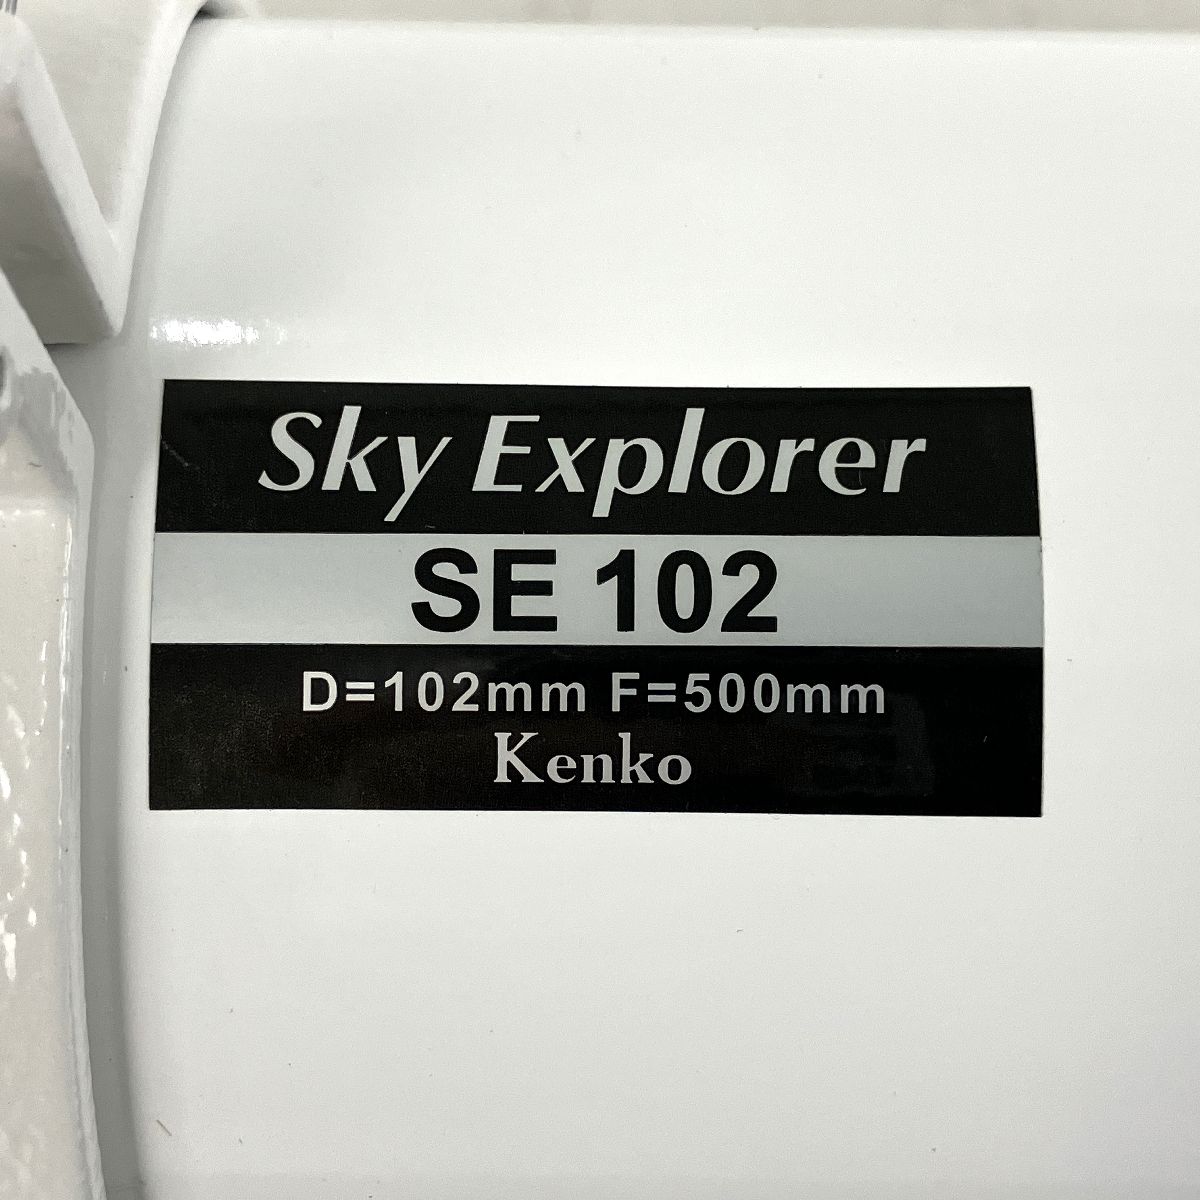 Sky Explorer
SE 102
D=102mm F=500mm
Kenko